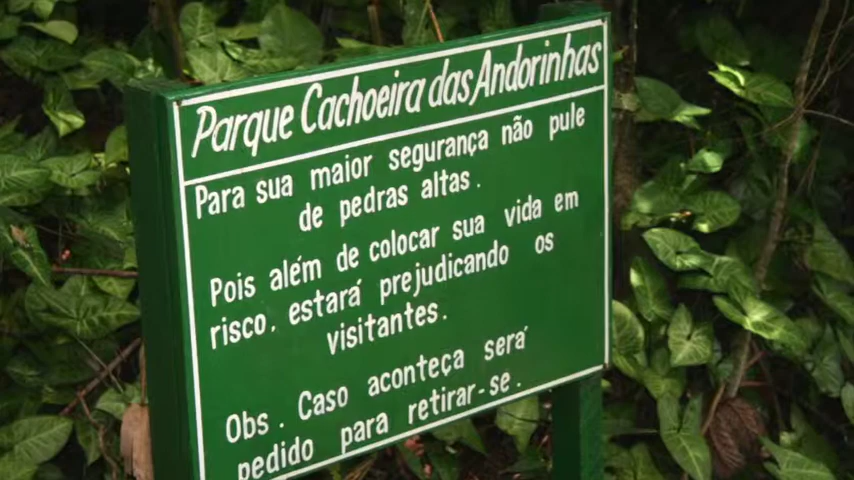 Parque Cachoeira das Andorinhas
Para sua maior segurança não pule
de pedras altas.
Pois além de colocar sua vida em
risco. estará prejudicando os
visitantes.
Obs. Caso aconteça será
pedido para retirar-se.